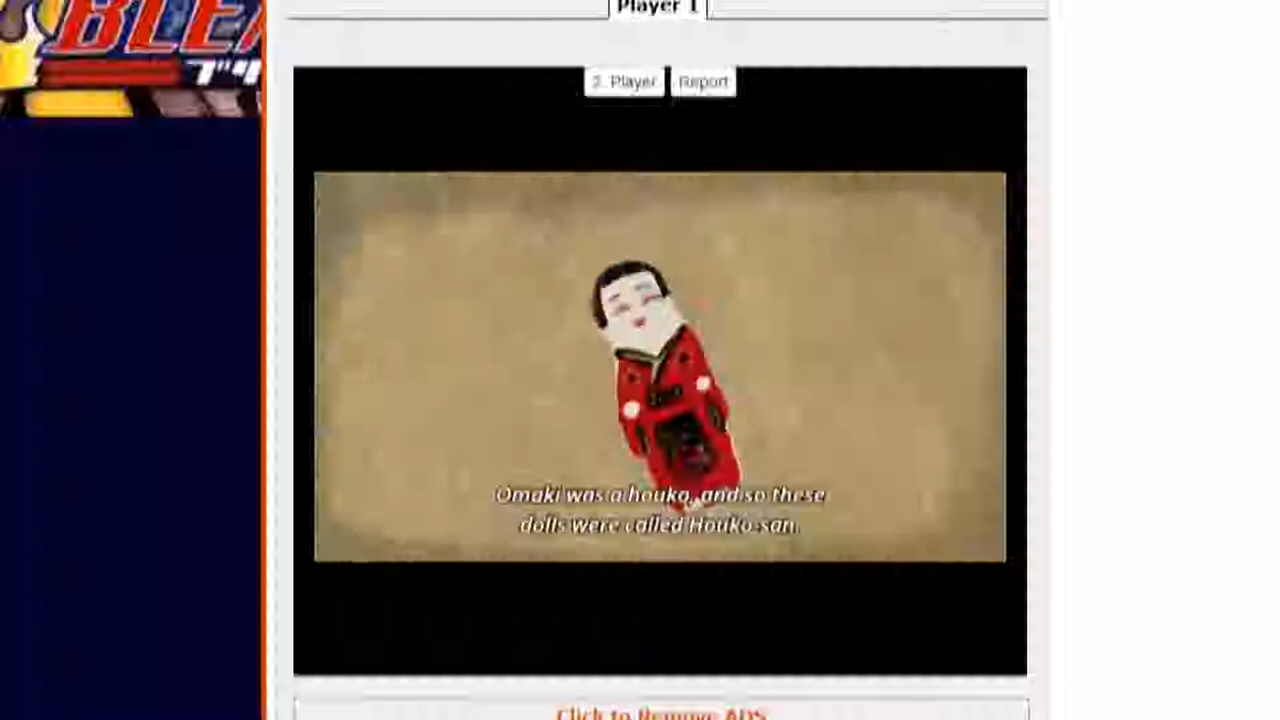 Player 1
BLEA
2. Player Report
Omaki was a houko, and so these
dolls were called Houko-san.
Click to Remove ADS